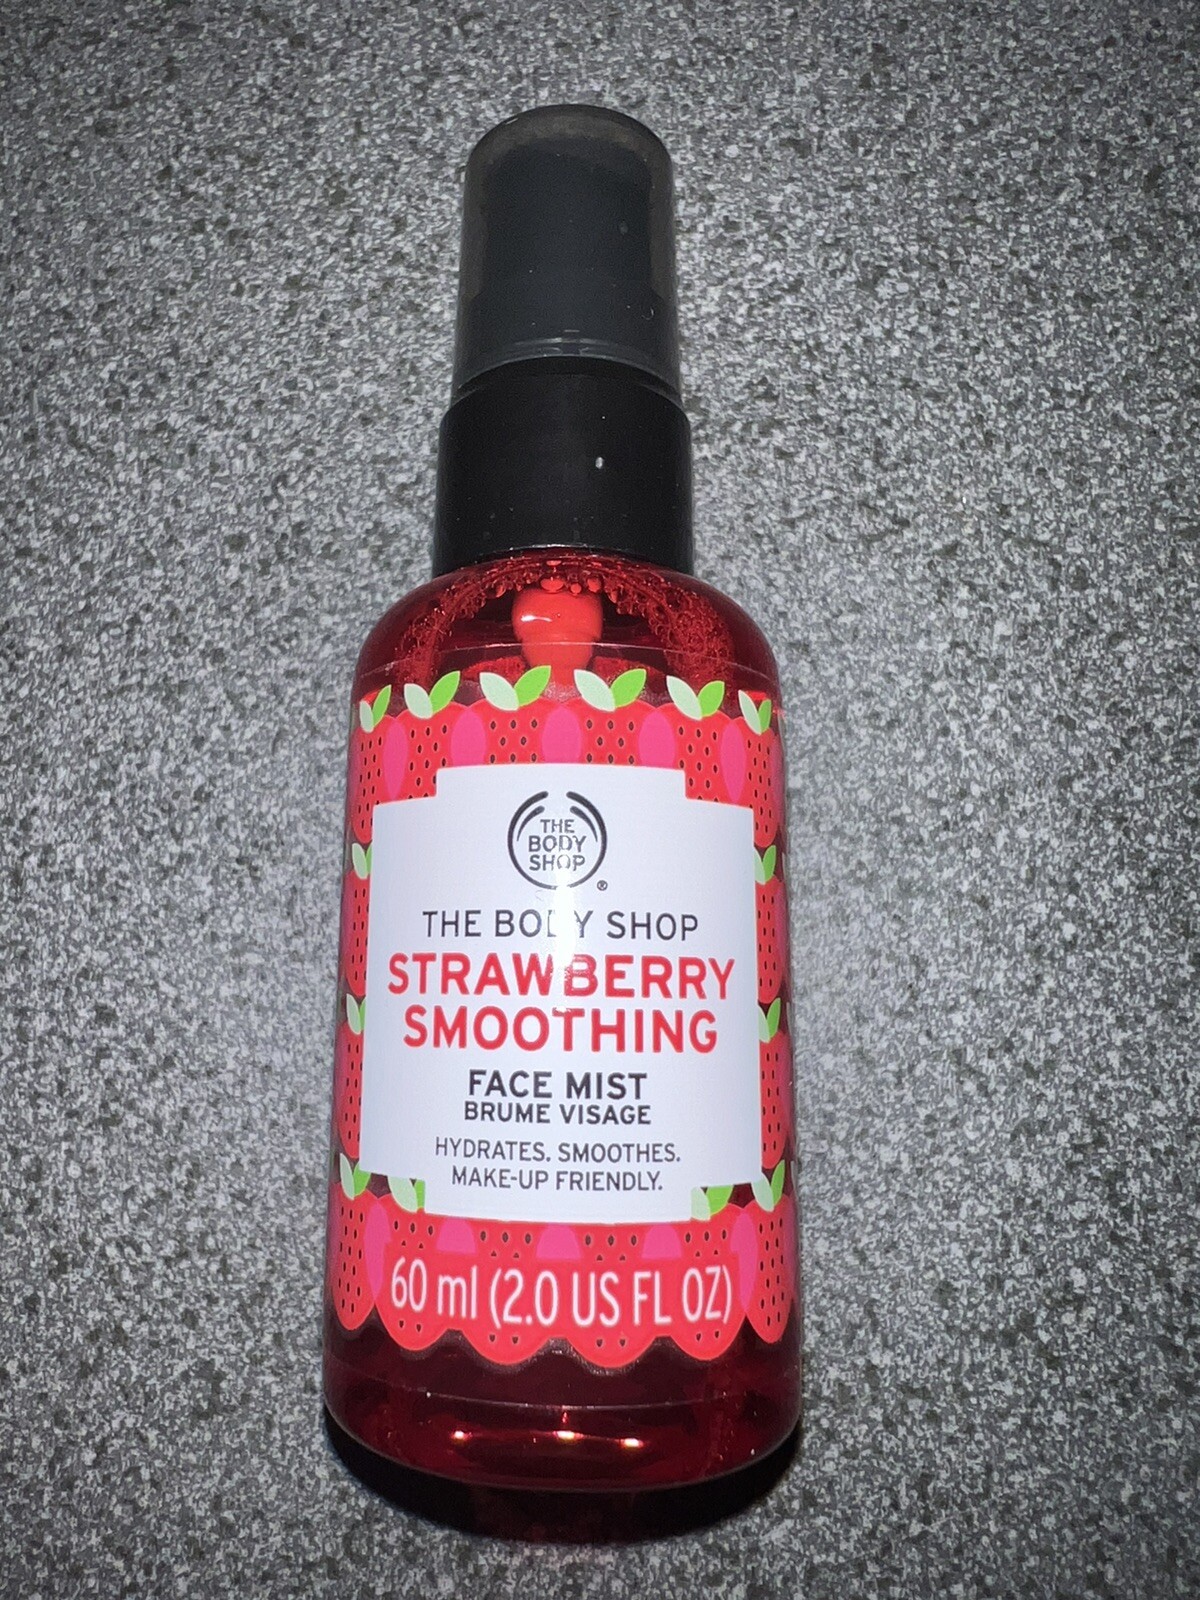 THE
BODY
SHOP
®
THE BODY SHOP
STRAWBERRY
SMOOTHING
FACE MIST
BRUME VISAGE
HYDRATES. SMOOTHES.
MAKE-UP FRIENDLY.
60 ml (2.0 US FL OZ)